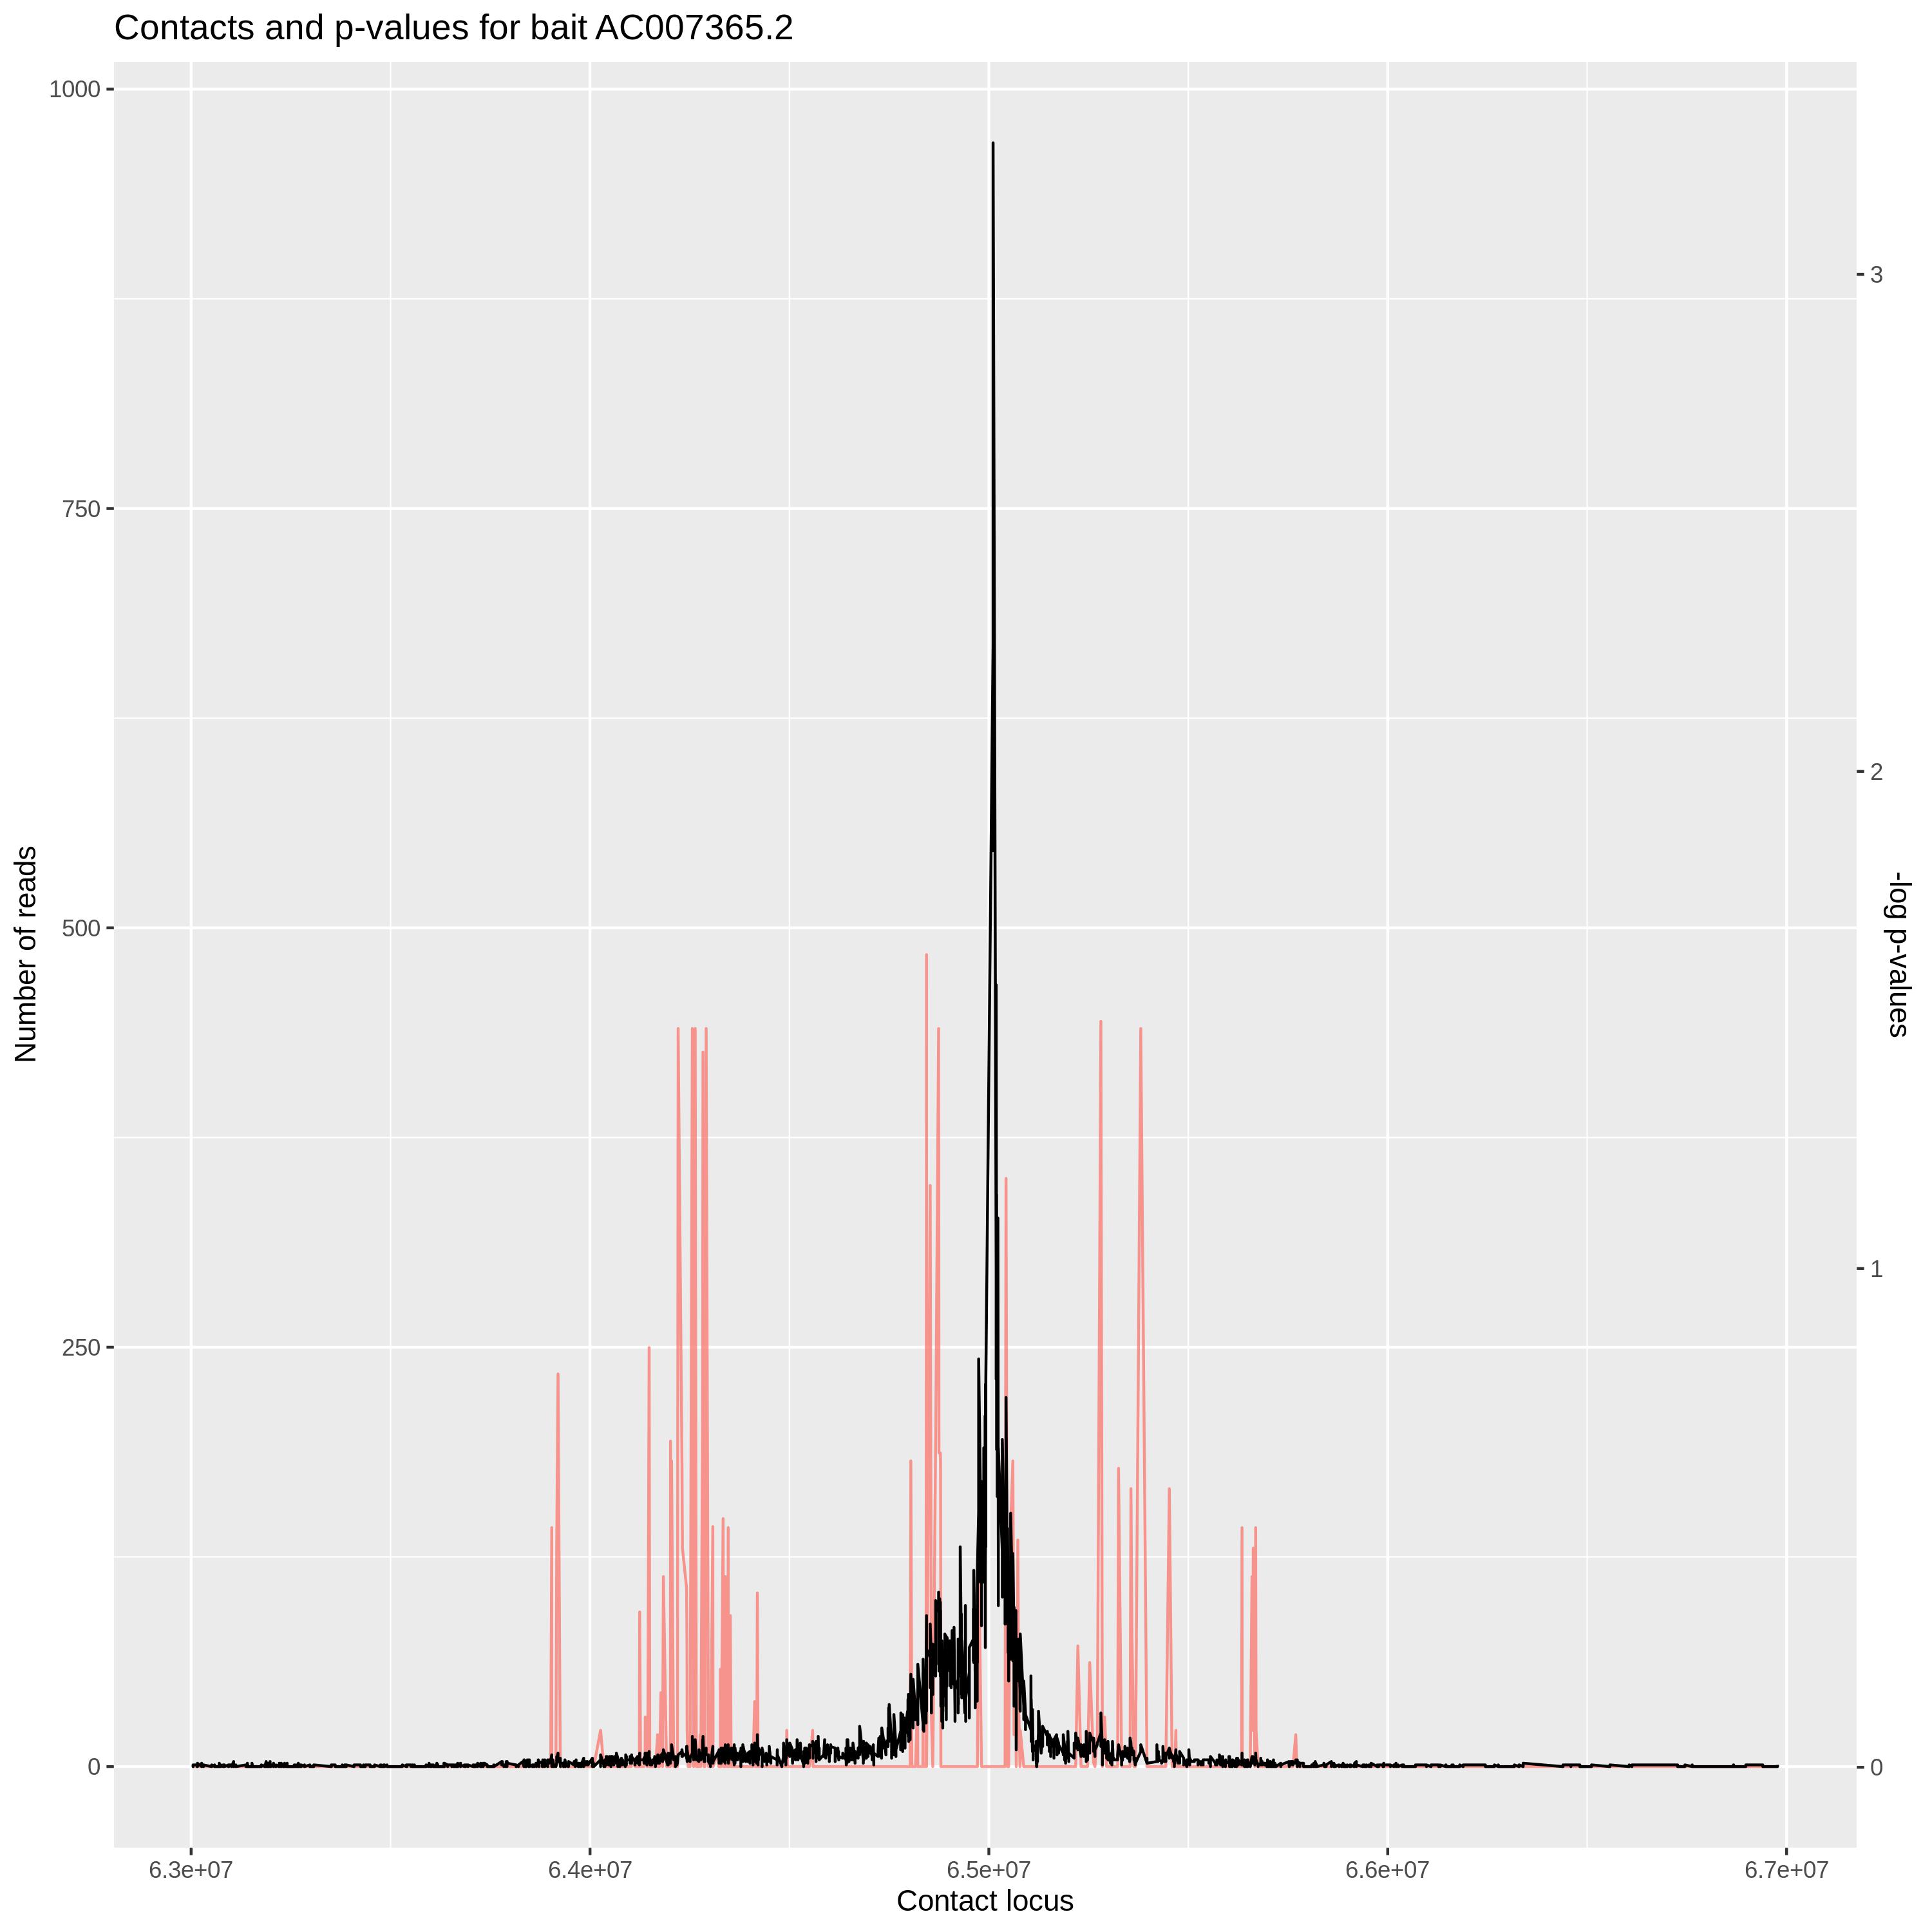 Contacts and p-values for bait AC007365.2
1000
750
500
250
0
Number of reads
3
2
1
0
-log p-values
6.3e+07 6.4e+07 6.5e+07 6.6e+07 6.7e+07
Contact locus